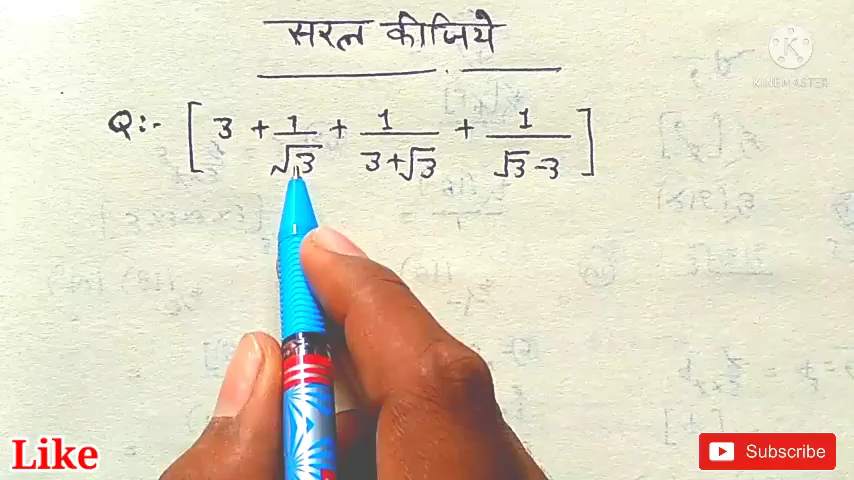 सरल कीजिये
KINEMASTER
Q:- [ 3 + 1/√3 + 1/(3+√3) + 1/(√3-3) ]
Like
Subscribe